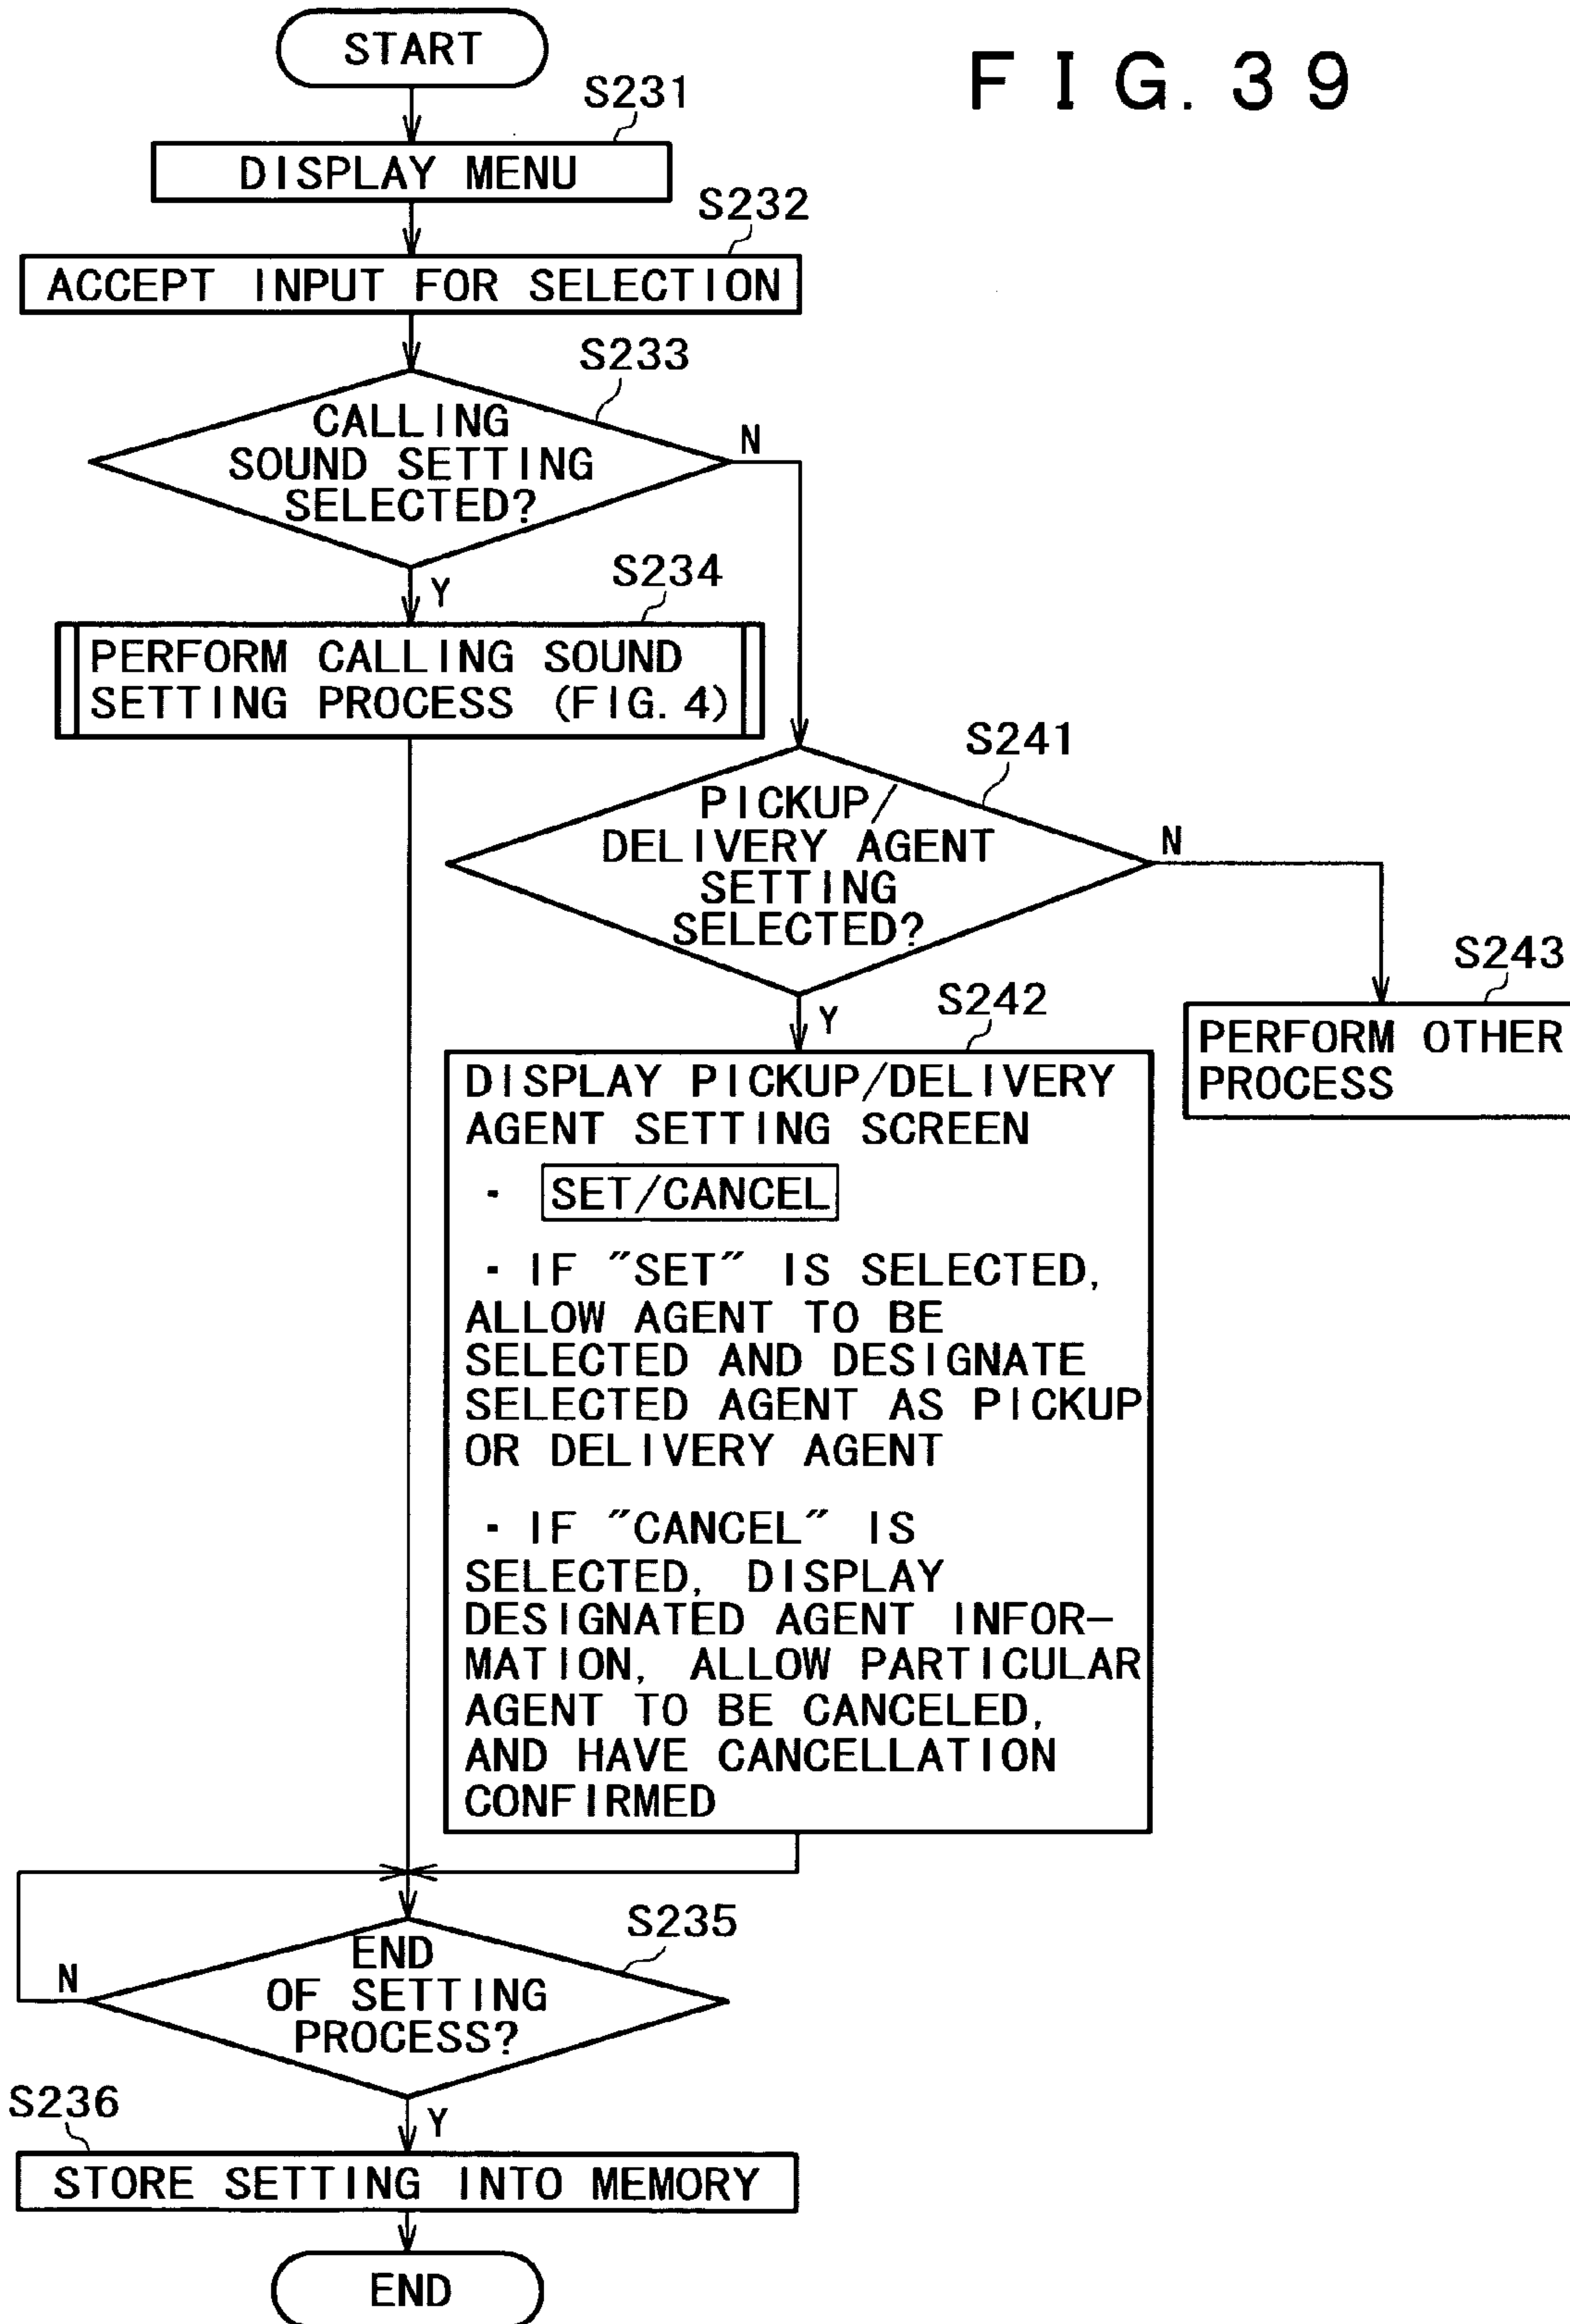 START
FIG. 39
S231
DISPLAY MENU
S232
ACCEPT INPUT FOR SELECTION
S233
CALLING
SOUND SETTING
SELECTED?
N
Y
S234
PERFORM CALLING SOUND
SETTING PROCESS (FIG. 4)
S241
PICKUP/
DELIVERY AGENT
SETTING
SELECTED?
N
Y
S243
PERFORM OTHER
PROCESS
S242
DISPLAY PICKUP/DELIVERY
AGENT SETTING SCREEN
- SET/CANCEL
- IF "SET" IS SELECTED,
ALLOW AGENT TO BE
SELECTED AND DESIGNATE
SELECTED AGENT AS PICKUP
OR DELIVERY AGENT
- IF "CANCEL" IS
SELECTED, DISPLAY
DESIGNATED AGENT INFOR-
MATION, ALLOW PARTICULAR
AGENT TO BE CANCELED,
AND HAVE CANCELLATION
CONFIRMED
S235
END
OF SETTING
PROCESS?
N
Y
S236
STORE SETTING INTO MEMORY
END